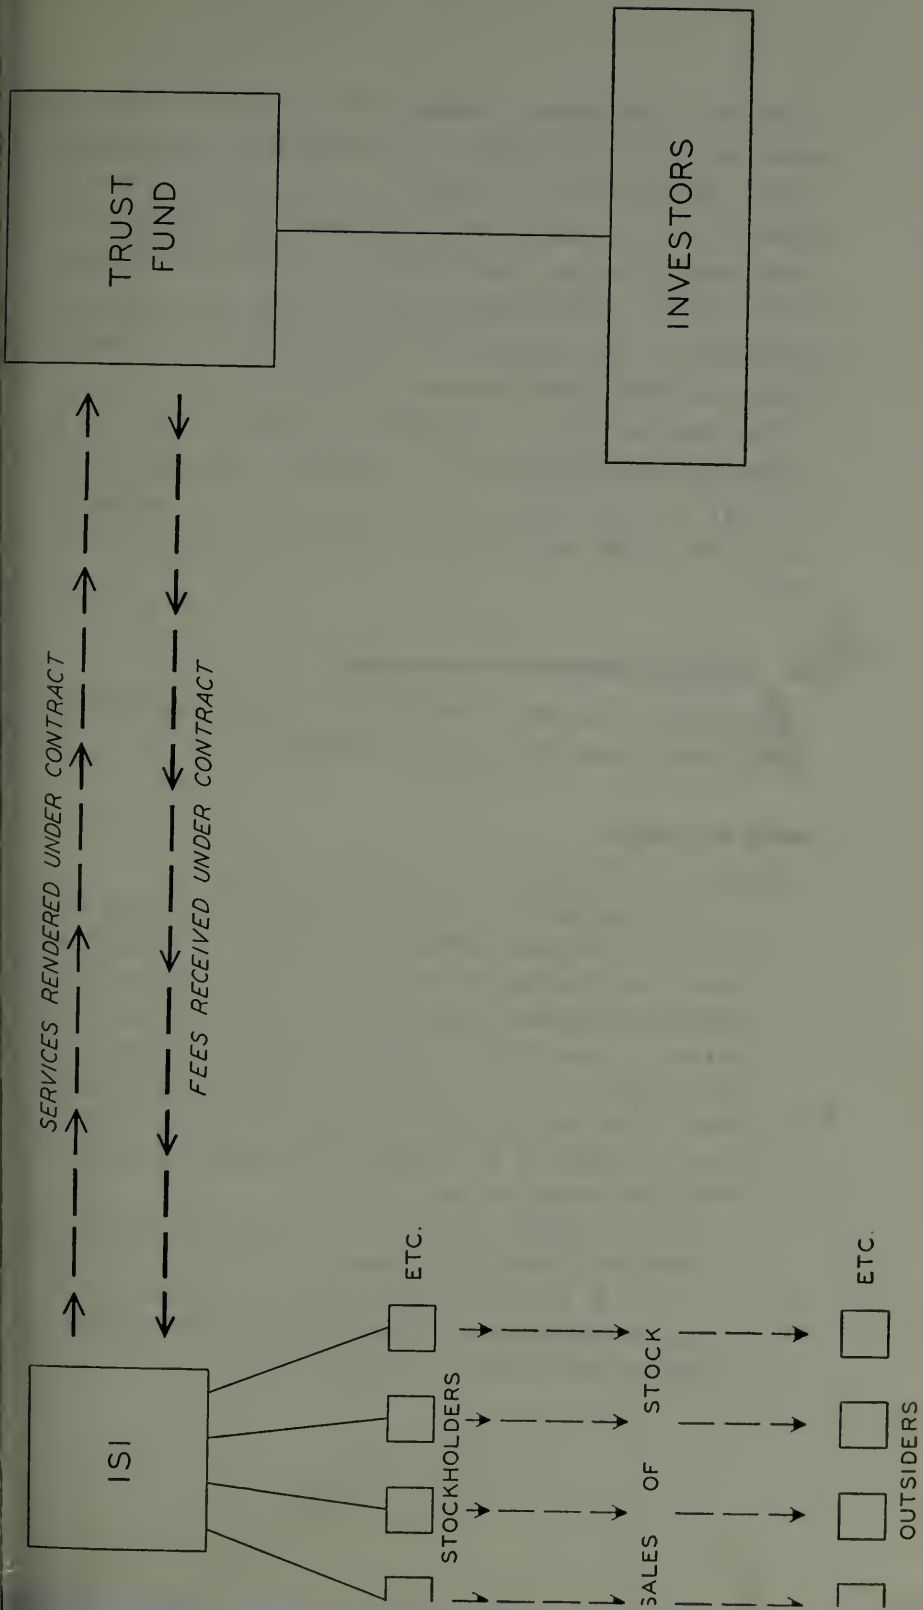 ISI
SERVICES RENDERED UNDER CONTRACT
FEES RECEIVED UNDER CONTRACT
TRUST
FUND
ETC.
STOCKHOLDERS
SALES OF STOCK
ETC.
OUTSIDERS
INVESTORS